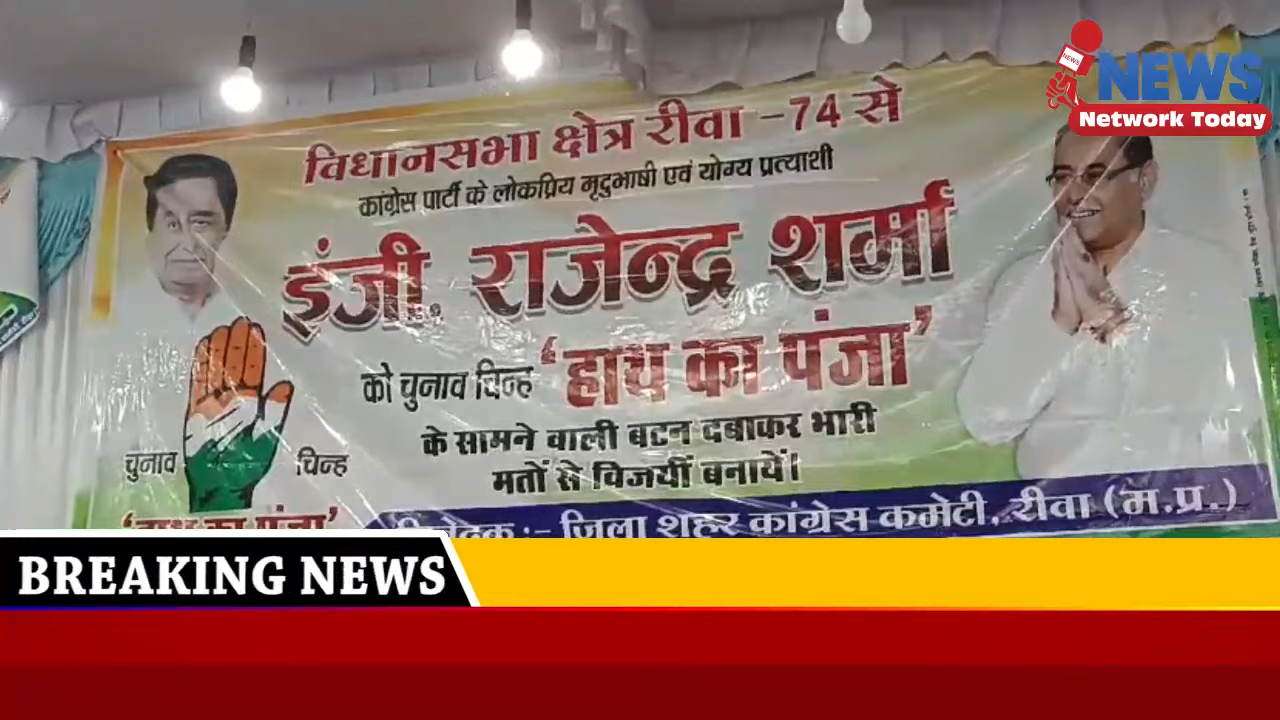 NEWS
NEWS
Network Today
विधानसभा क्षेत्र रीवा -74 से
कांग्रेस पार्टी के लोकप्रिय मृदुभाषी एवं योग्य प्रत्याशी
इंजी. राजेन्द्र शर्मा
को चुनाव चिन्ह 'हाथ का पंजा'
के सामने वाली बटन दबाकर भारी
मतों से विजयीं बनायें।
चुनाव चिन्ह
'हाथ का पंजा'
:- जिला शहर कांग्रेस कमेटी, रीवा (म.प्र.)
BREAKING NEWS